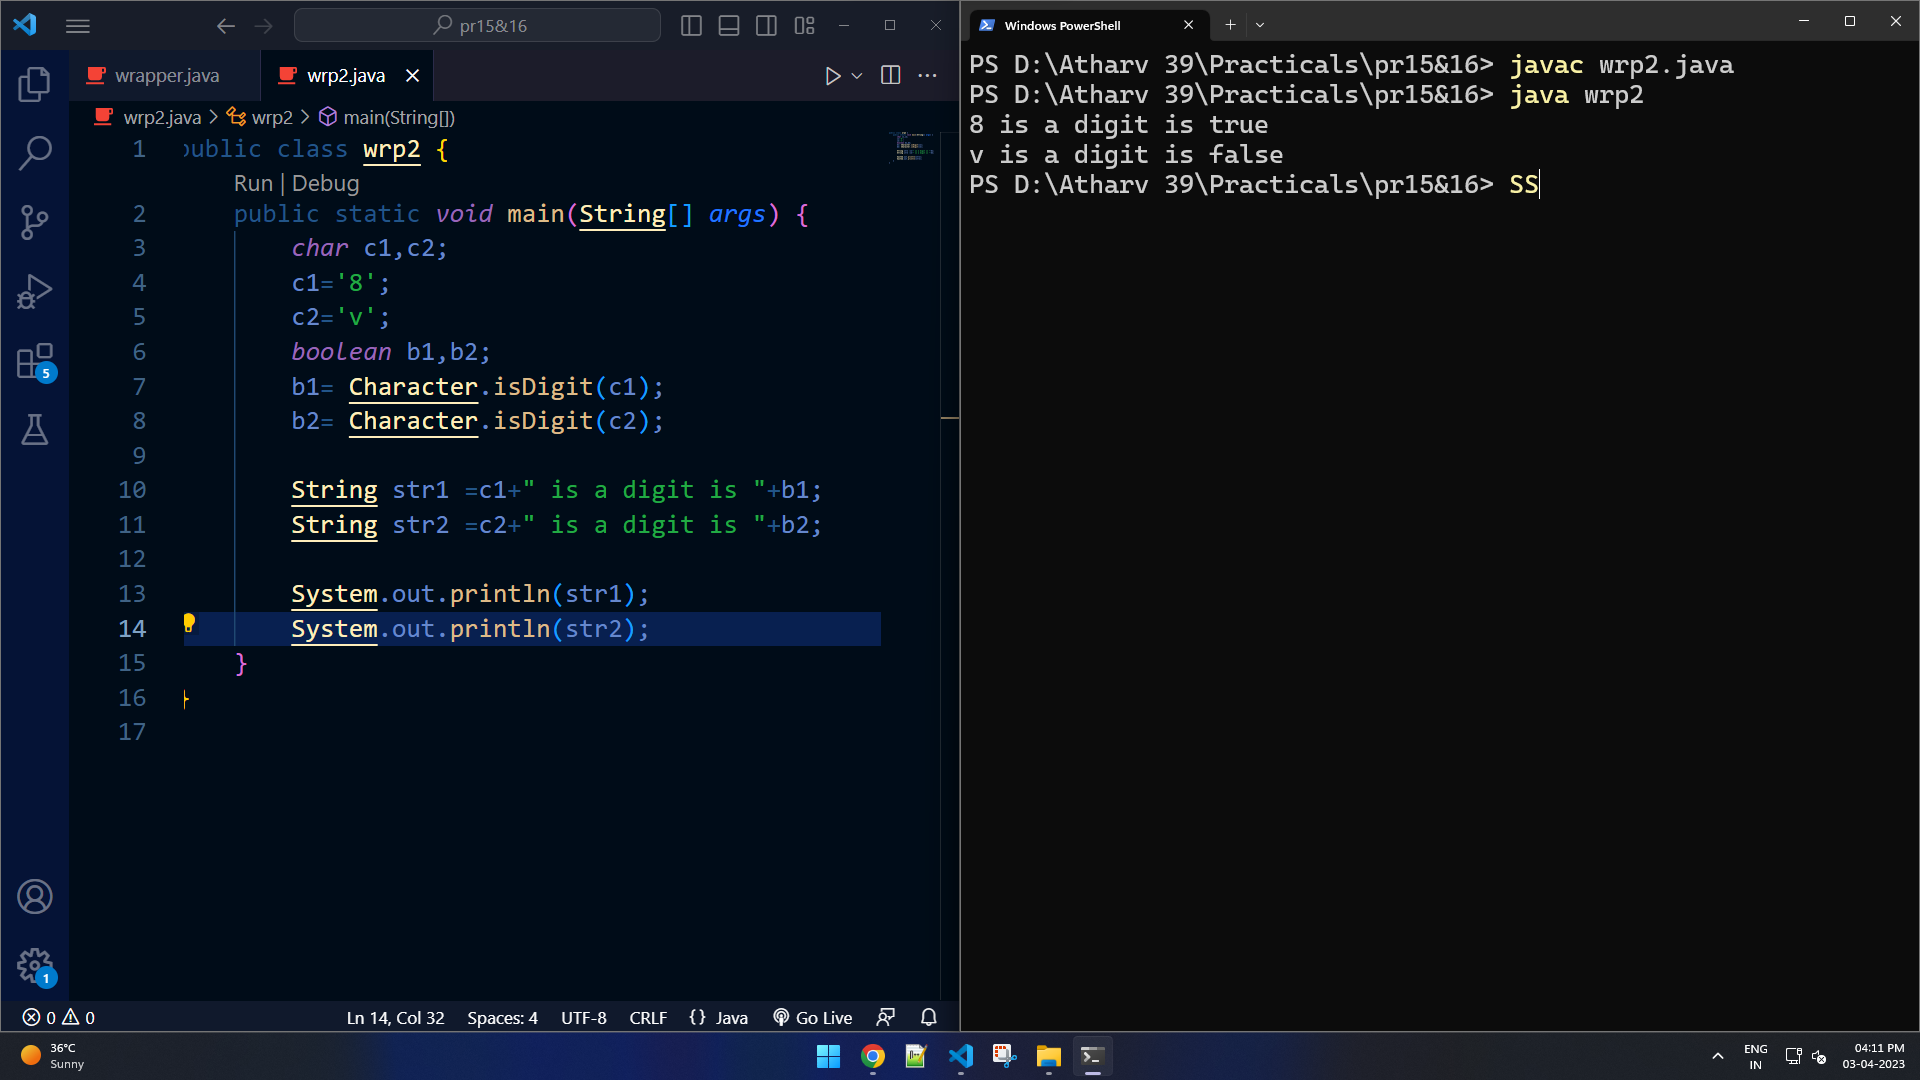 pr15&16
wrapper.java
wrp2.java
wrp2.java > wrp2 > main(String[])
1 public class wrp2 {
Run | Debug
2 public static void main(String[] args) {
3 char c1,c2;
4 c1='8';
5 c2='v';
6 boolean b1,b2;
7 b1= Character.isDigit(c1);
8 b2= Character.isDigit(c2);
9
10 String str1 =c1+" is a digit is "+b1;
11 String str2 =c2+" is a digit is "+b2;
12
13 System.out.println(str1);
14 System.out.println(str2);
15 }
16 }
17
5
1
0 0 Ln 14, Col 32 Spaces: 4 UTF-8 CRLF {} Java Go Live
Windows PowerShell
PS D:\Atharv 39\Practicals\pr15&16> javac wrp2.java
PS D:\Atharv 39\Practicals\pr15&16> java wrp2
8 is a digit is true
v is a digit is false
PS D:\Atharv 39\Practicals\pr15&16> SS
36°C
Sunny
ENG
IN
04:11 PM
03-04-2023